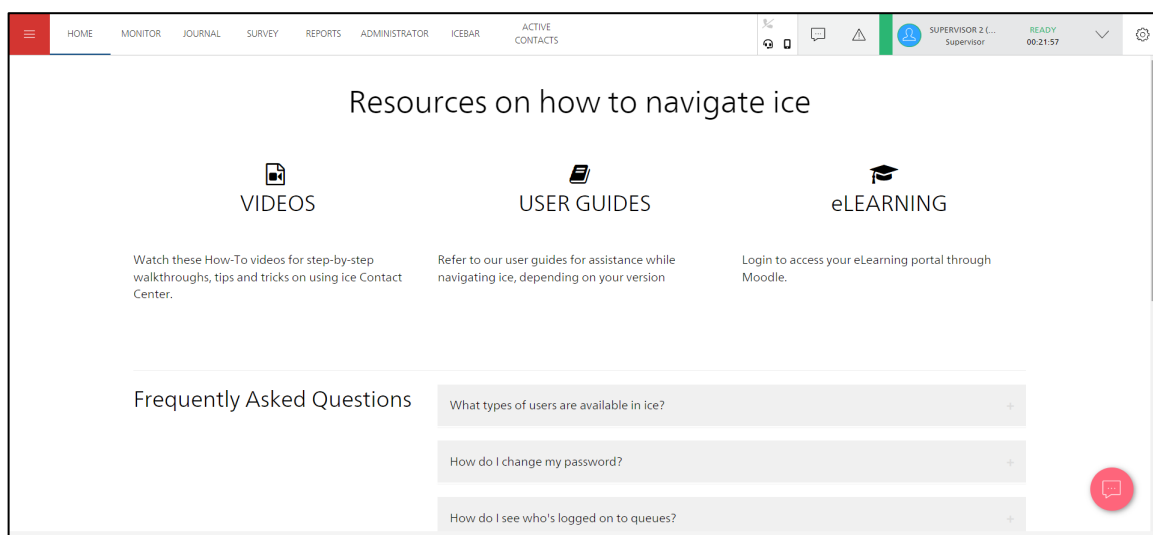 HOME MONITOR JOURNAL SURVEY REPORTS ADMINISTRATOR ICEBAR ACTIVE CONTACTS
SUPERVISOR 2 (... READY
Supervisor 00:21:57
Resources on how to navigate ice
VIDEOS
USER GUIDES
eLEARNING
Watch these How-To videos for step-by-step
walkthroughs, tips and tricks on using ice Contact
Center.
Refer to our user guides for assistance while
navigating ice, depending on your version
Login to access your eLearning portal through
Moodle.
Frequently Asked Questions
What types of users are available in ice?
How do I change my password?
How do I see who's logged on to queues?